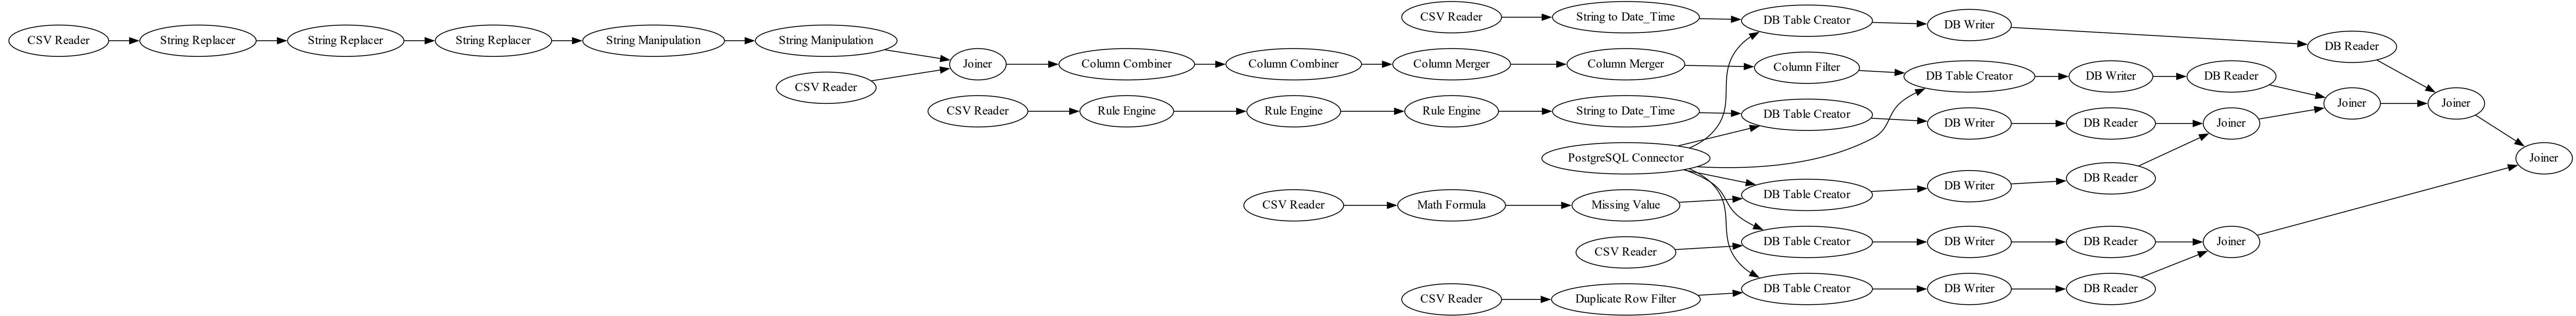 CSV Reader
String to Date_Time
DB Table Creator
DB Writer
DB Reader
CSV Reader
String Replacer
String Replacer
String Replacer
String Manipulation
String Manipulation
CSV Reader
Joiner
Column Combiner
Column Combiner
Column Merger
Column Merger
Column Filter
DB Table Creator
DB Writer
DB Reader
CSV Reader
Rule Engine
Rule Engine
Rule Engine
String to Date_Time
DB Table Creator
DB Writer
DB Reader
Joiner
Joiner
Joiner
PostgreSQL Connector
Joiner
CSV Reader
Math Formula
Missing Value
DB Table Creator
DB Writer
DB Reader
CSV Reader
DB Table Creator
DB Writer
DB Reader
Joiner
CSV Reader
Duplicate Row Filter
DB Table Creator
DB Writer
DB Reader